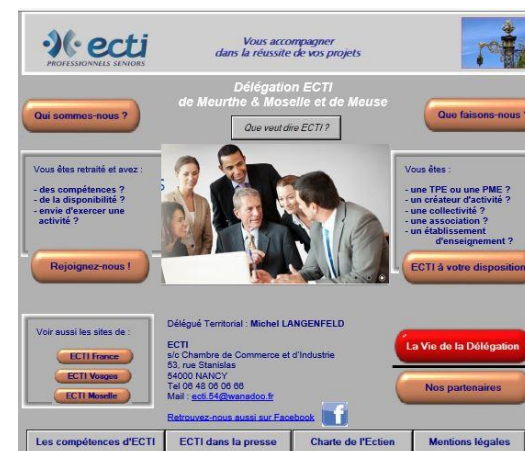 ecti
PROFESSIONNELS SENIORS
Vous accompagner
dans la réussite de vos projets
Délégation ECTI
de Meurthe & Moselle et de Meuse
Qui sommes-nous ?
Que veut dire ECTI ?
Que faisons-nous
Vous êtes retraité et avez :
- des compétences ?
- de la disponibilité ?
- envie d'exercer une
activité ?
Rejoignez-nous !
S
Vous êtes :
- une TPE ou une PME ?
- un créateur d'activité ?
- une collectivité ?
- une association ?
- un établissement
d'enseignement ?
ECTI à votre disposition
Voir aussi les sites de :
ECTI France
ECTI Vosges
ECTI Moselle
Délégué Territorial : Michel LANGENFELD
ECTI
s/c Chambre de Commerce et d'Industrie
53, rue Stanislas
54000 NANCY
Tel 06 48 06 06 66
Mail : ecti.54@wanadoo.fr
Retrouvez-nous aussi sur Facebook
f
La Vie de la Délégation
Nos partenaires
Les compétences d'ECTI
ECTI dans la presse
Charte de l'Ectien
Mentions légales